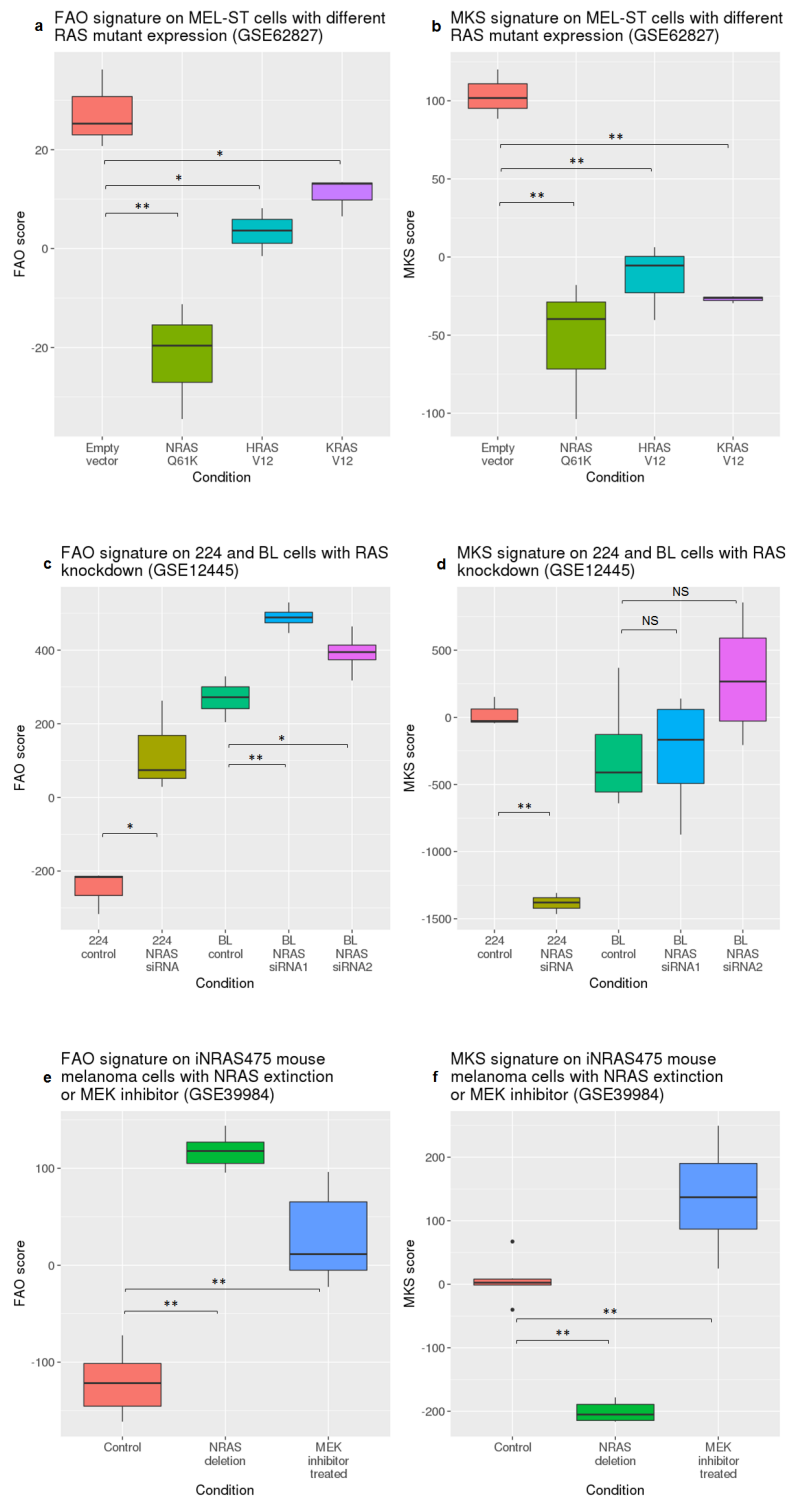 a
FAO signature on MEL-ST cells with different
RAS mutant expression (GSE62827)
FAO score
20
0
-20
**
*
*
Empty
vector
NRAS
Q61K
HRAS
V12
KRAS
V12
Condition
b
MKS signature on MEL-ST cells with different
RAS mutant expression (GSE62827)
MKS score
100
50
0
-50
-100
**
**
**
Empty
vector
NRAS
Q61K
HRAS
V12
KRAS
V12
Condition
c
FAO signature on 224 and BL cells with RAS
knockdown (GSE12445)
FAO score
400
200
0
-200
*
**
*
224
control
224
NRAS
siRNA
BL
control
BL
NRAS
siRNA1
BL
NRAS
siRNA2
Condition
d
MKS signature on 224 and BL cells with RAS
knockdown (GSE12445)
MKS score
500
0
-500
-1000
-1500
**
NS
NS
224
control
224
NRAS
siRNA
BL
control
BL
NRAS
siRNA1
BL
NRAS
siRNA2
Condition
e
FAO signature on iNRAS475 mouse
melanoma cells with NRAS extinction
or MEK inhibitor (GSE39984)
FAO score
100
0
-100
**
**
Control
NRAS
deletion
MEK
inhibitor
treated
Condition
f
MKS signature on iNRAS475 mouse
melanoma cells with NRAS extinction
or MEK inhibitor (GSE39984)
MKS score
200
100
0
-100
-200
**
**
Control
NRAS
deletion
MEK
inhibitor
treated
Condition